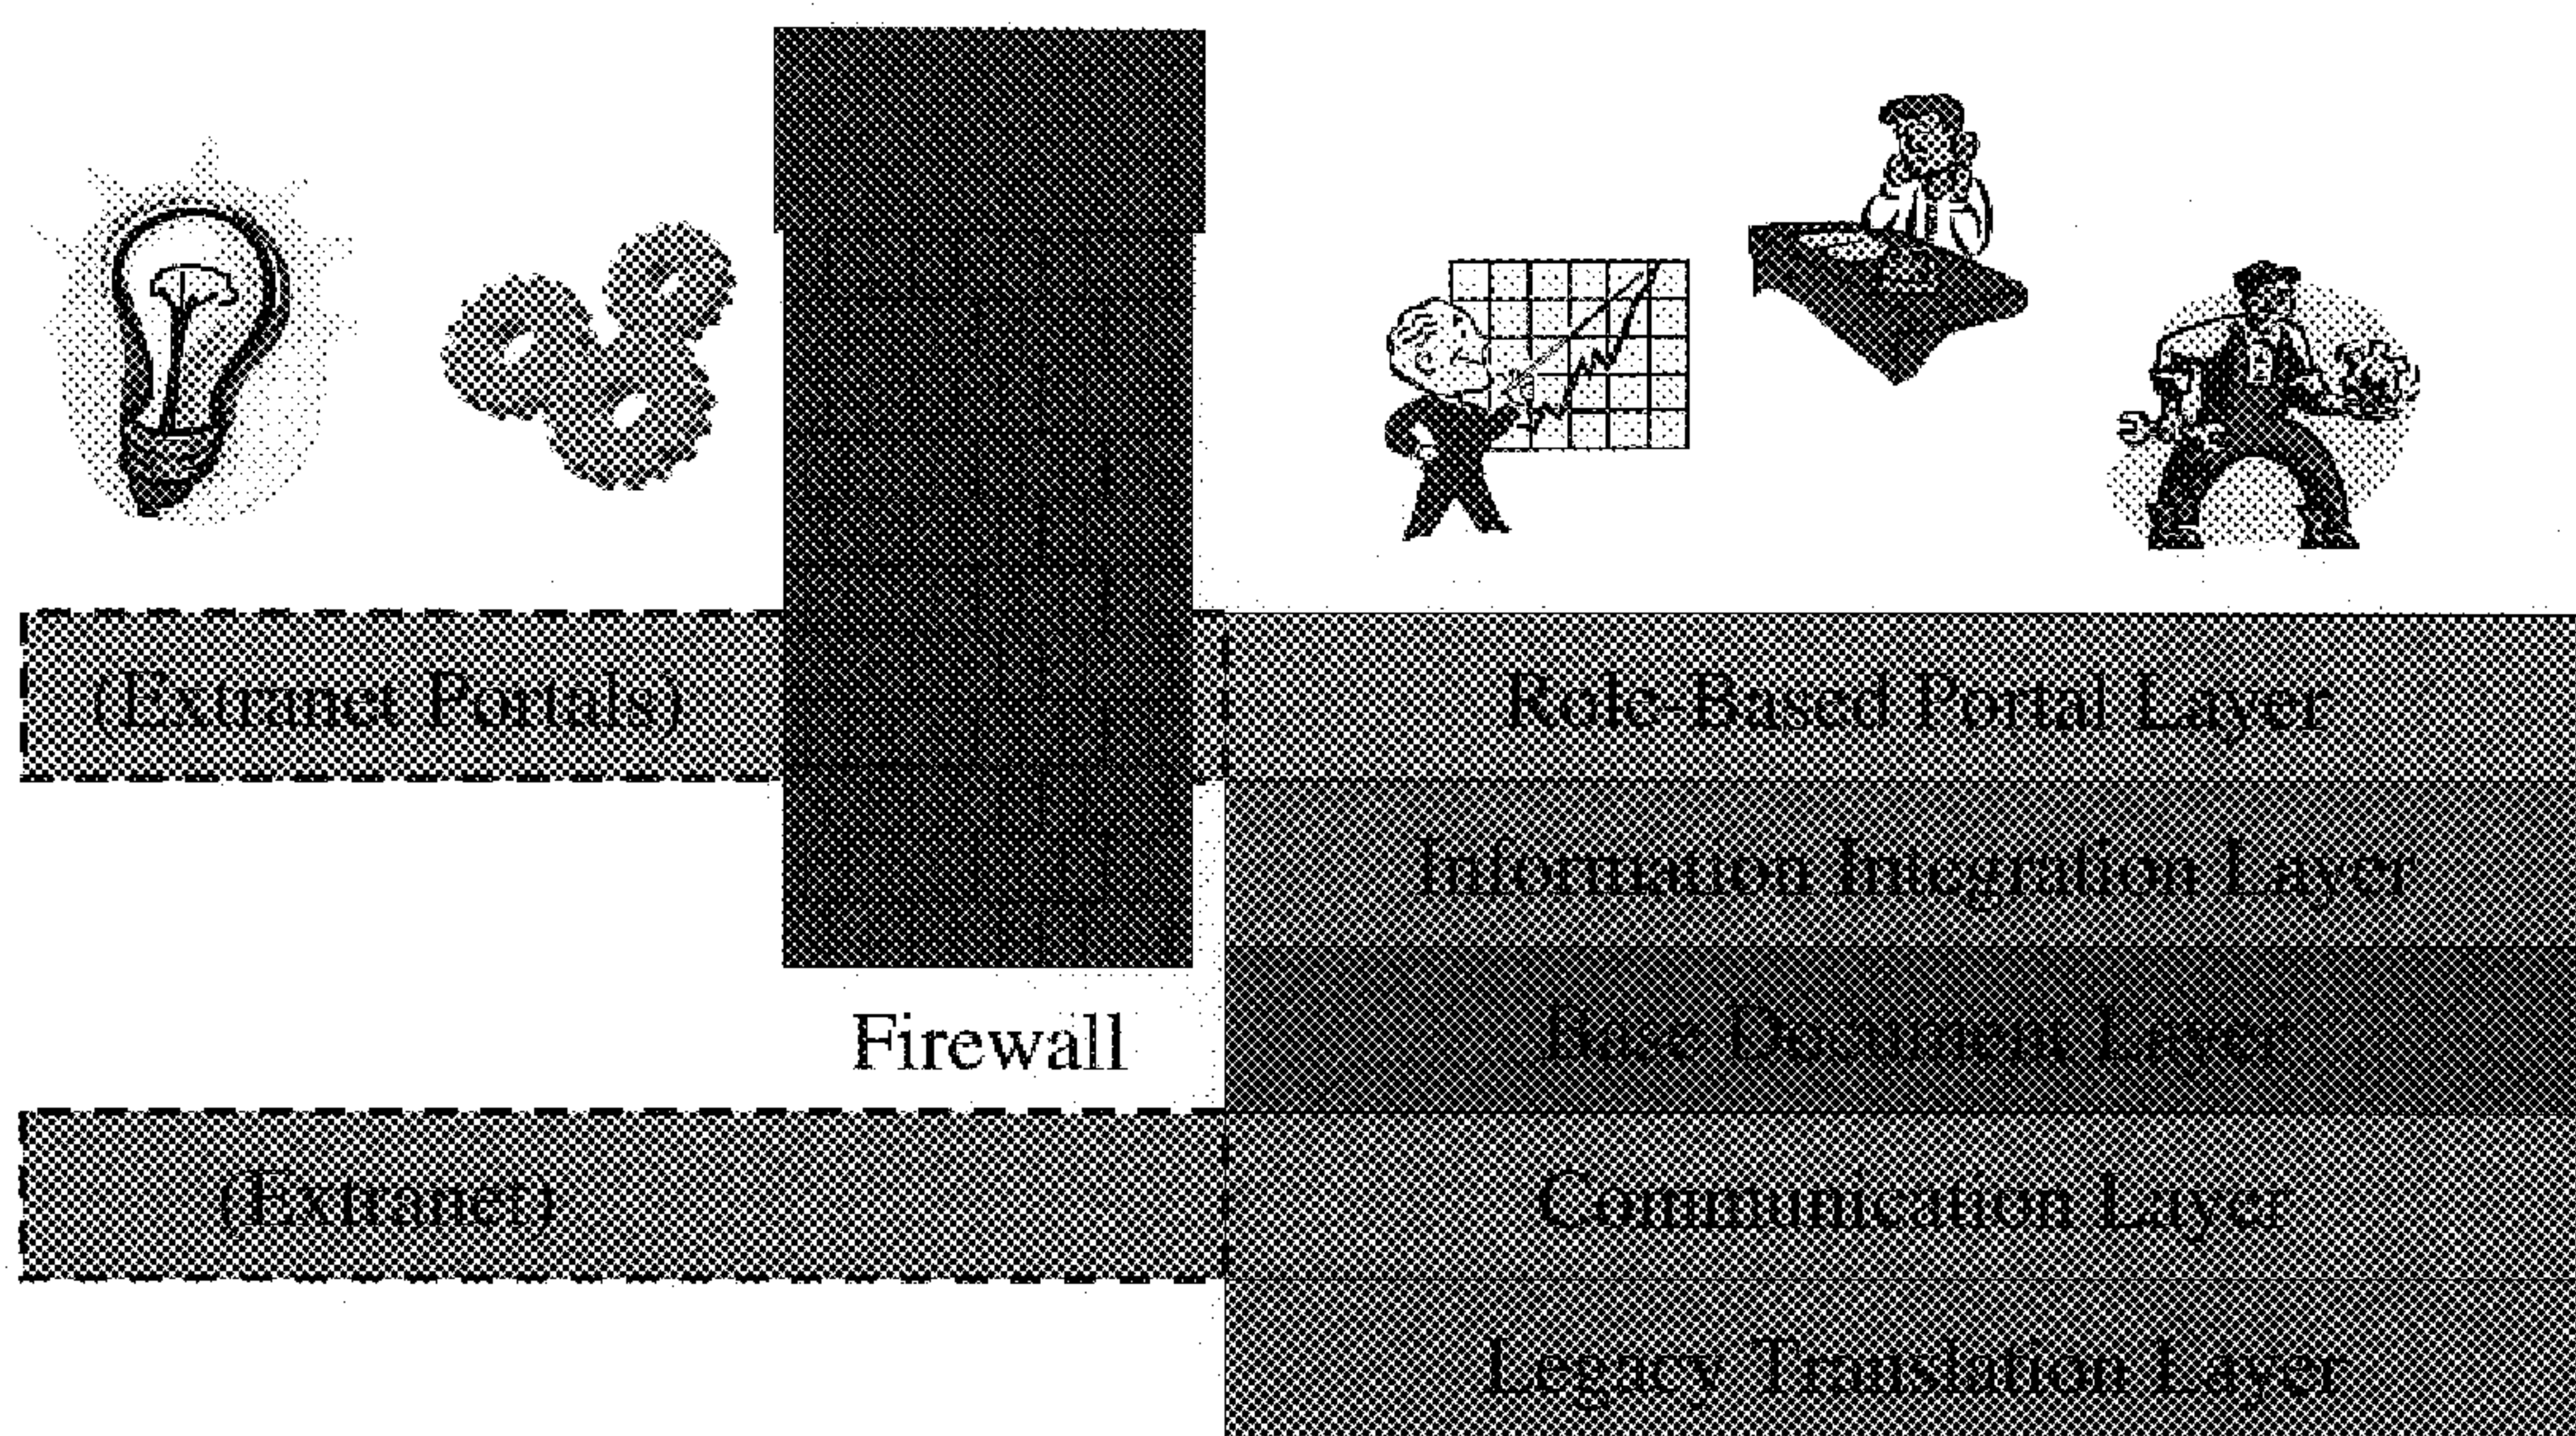 (Extranet Portals)
Role-Based Portal Layer
Information Integration Layer
Firewall
Base Document Layer
(Extranet)
Communication Layer
Legacy Translation Layer